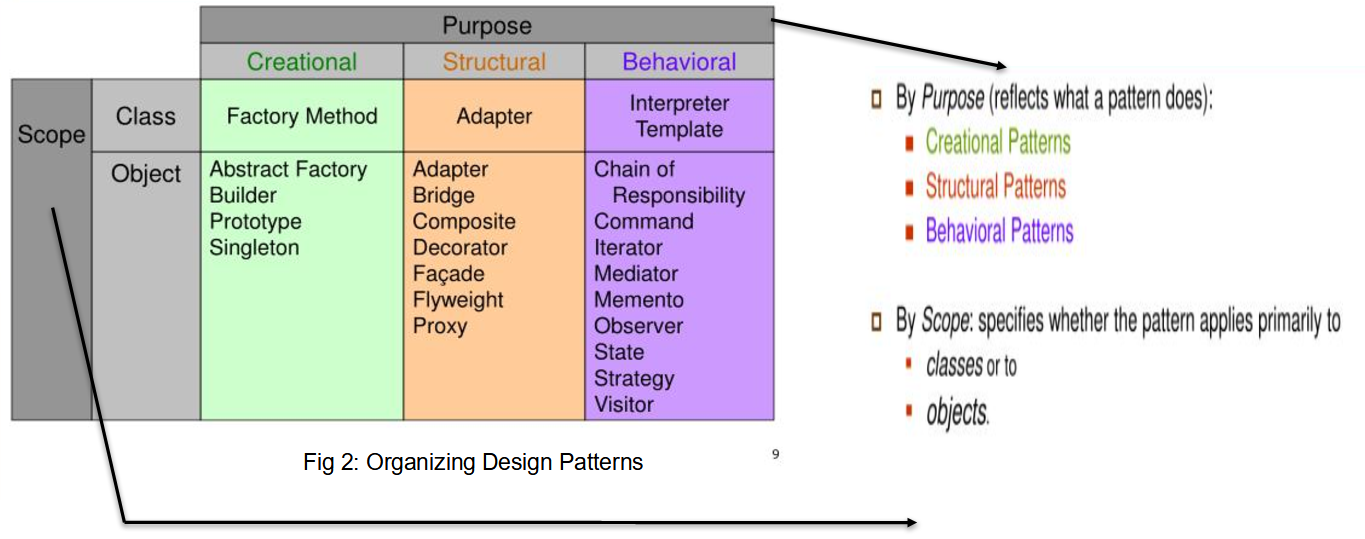 Purpose
Creational Structural Behavioral
Scope
Class
Factory Method
Adapter
Interpreter
Template
Object
Abstract Factory
Builder
Prototype
Singleton
Adapter
Bridge
Composite
Decorator
Façade
Flyweight
Proxy
Chain of
Responsibility
Command
Iterator
Mediator
Memento
Observer
State
Strategy
Visitor
Fig 2: Organizing Design Patterns
9
By Purpose (reflects what a pattern does):
Creational Patterns
Structural Patterns
Behavioral Patterns
By Scope: specifies whether the pattern applies primarily to
classes or to
objects.